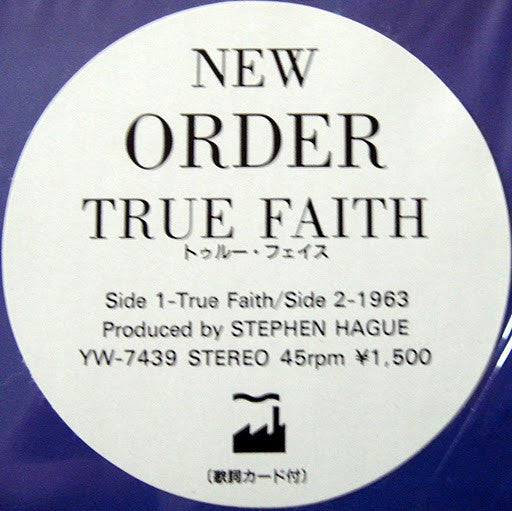 NEW
ORDER
TRUE FAITH
トゥルー・フェイス
Side 1-True Faith/Side 2-1963
Produced by STEPHEN HAGUE
YW-7439 STEREO 45rpm ¥1,500
(歌詞カード付)